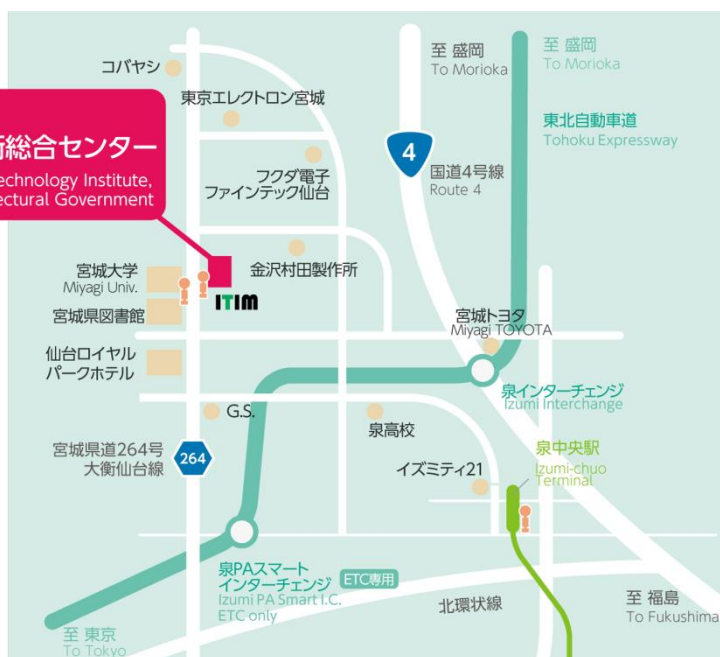 コバヤシ
東京エレクトロン宮城
フクダ電子
ファインテック仙台
至 盛岡
To Morioka
至 盛岡
To Morioka
東北自動車道
Tohoku Expressway
4
国道4号線
Route 4
術総合センター
echnology Institute,
ectural Government
金沢村田製作所
宮城大学
Miyagi Univ.
ITIM
宮城県図書館
宮城トヨタ
Miyagi TOYOTA
仙台ロイヤル
パークホテル
泉インターチェンジ
Izumi Interchange
G.S.
泉高校
宮城県道264号
大衡仙台線
264
イズミティ21
泉中央駅
Izumi-chuo
Terminal
泉PAスマート
インターチェンジ
ETC専用
Izumi PA Smart I.C.
ETC only
北環状線
至 福島
To Fukushima
至 東京
To Tokyo